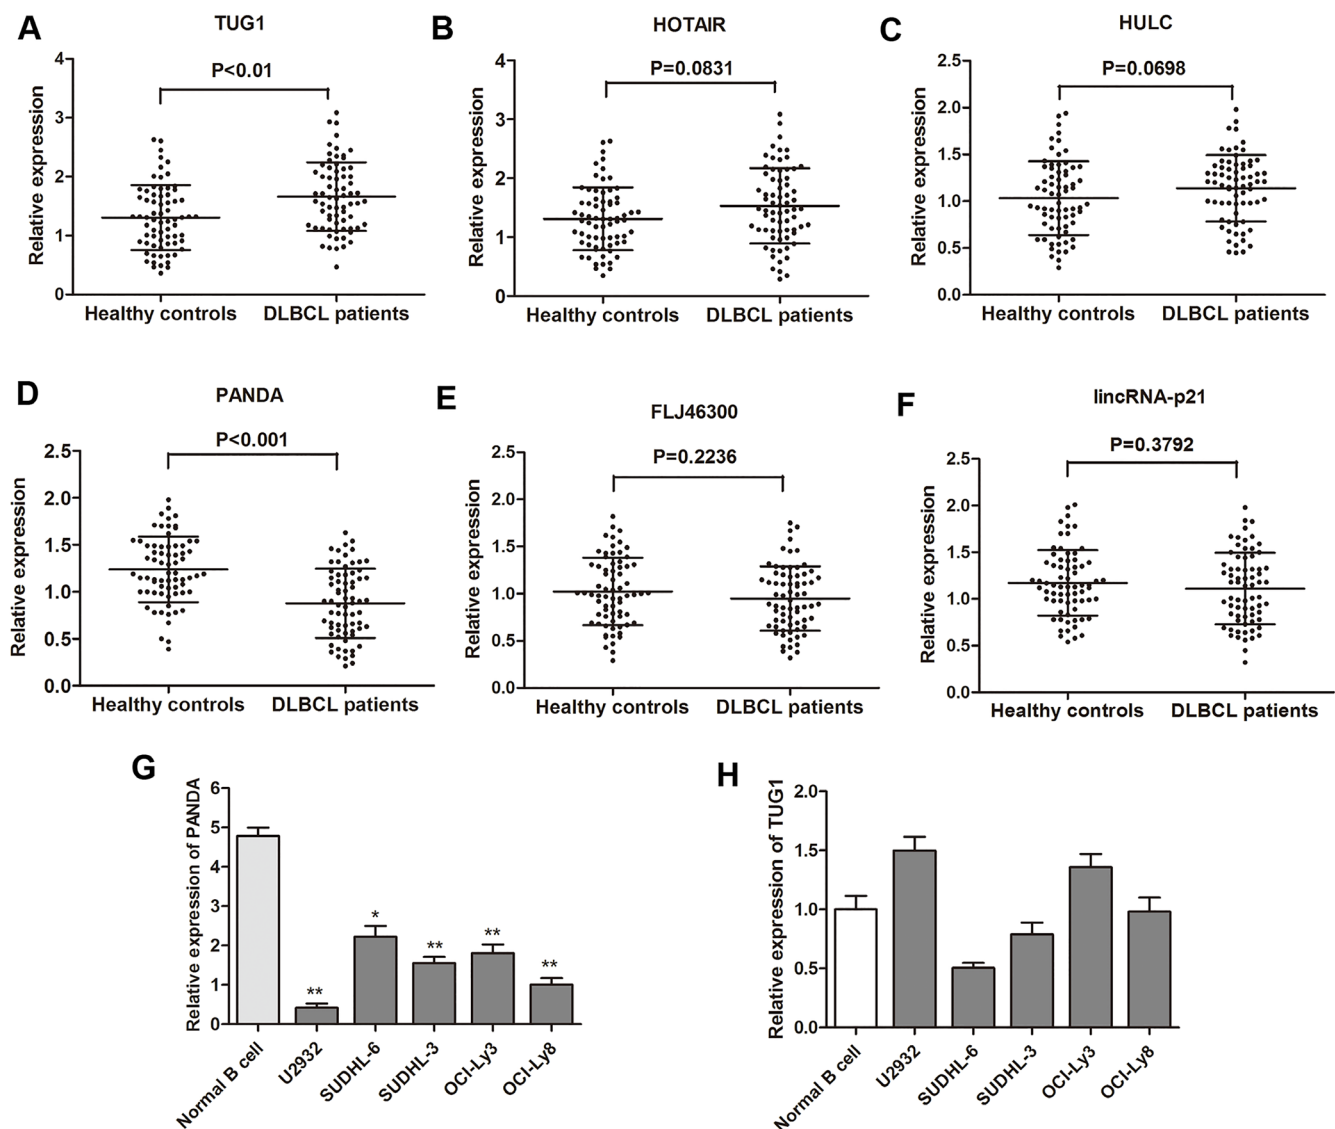 A
TUG1
P<0.01
Relative expression
4
3
2
1
0
Healthy controls
DLBCL patients
B
HOTAIR
P=0.0831
Relative expression
4
3
2
1
0
Healthy controls
DLBCL patients
C
HULC
P=0.0698
Relative expression
2.5
2.0
1.5
1.0
0.5
0.0
Healthy controls
DLBCL patients
D
PANDA
P<0.001
Relative expression
2.5
2.0
1.5
1.0
0.5
0.0
Healthy controls
DLBCL patients
E
FLJ46300
P=0.2236
Relative expression
2.5
2.0
1.5
1.0
0.5
0.0
Healthy controls
DLBCL patients
F
lincRNA-p21
P=0.3792
Relative expression
2.5
2.0
1.5
1.0
0.5
0.0
Healthy controls
DLBCL patients
G
Relative expression of PANDA
6
5
4
3
2
1
0
**
*
**
**
**
Normal B cell
U2932
SUDHL-6
SUDHL-3
OCI-Ly3
OCI-Ly8
H
Relative expression of TUG1
2.0
1.5
1.0
0.5
0.0
Normal B cell
U2932
SUDHL-6
SUDHL-3
OCI-Ly3
OCI-Ly8